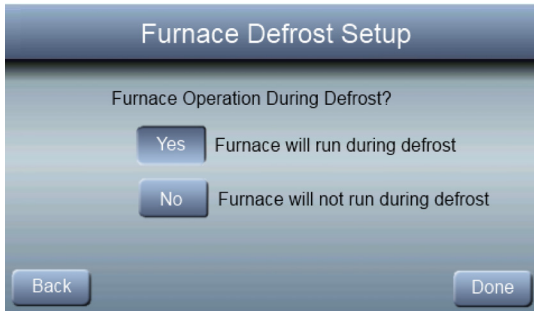 Furnace Defrost Setup
Furnace Operation During Defrost?
Yes Furnace will run during defrost
No Furnace will not run during defrost
Back Done